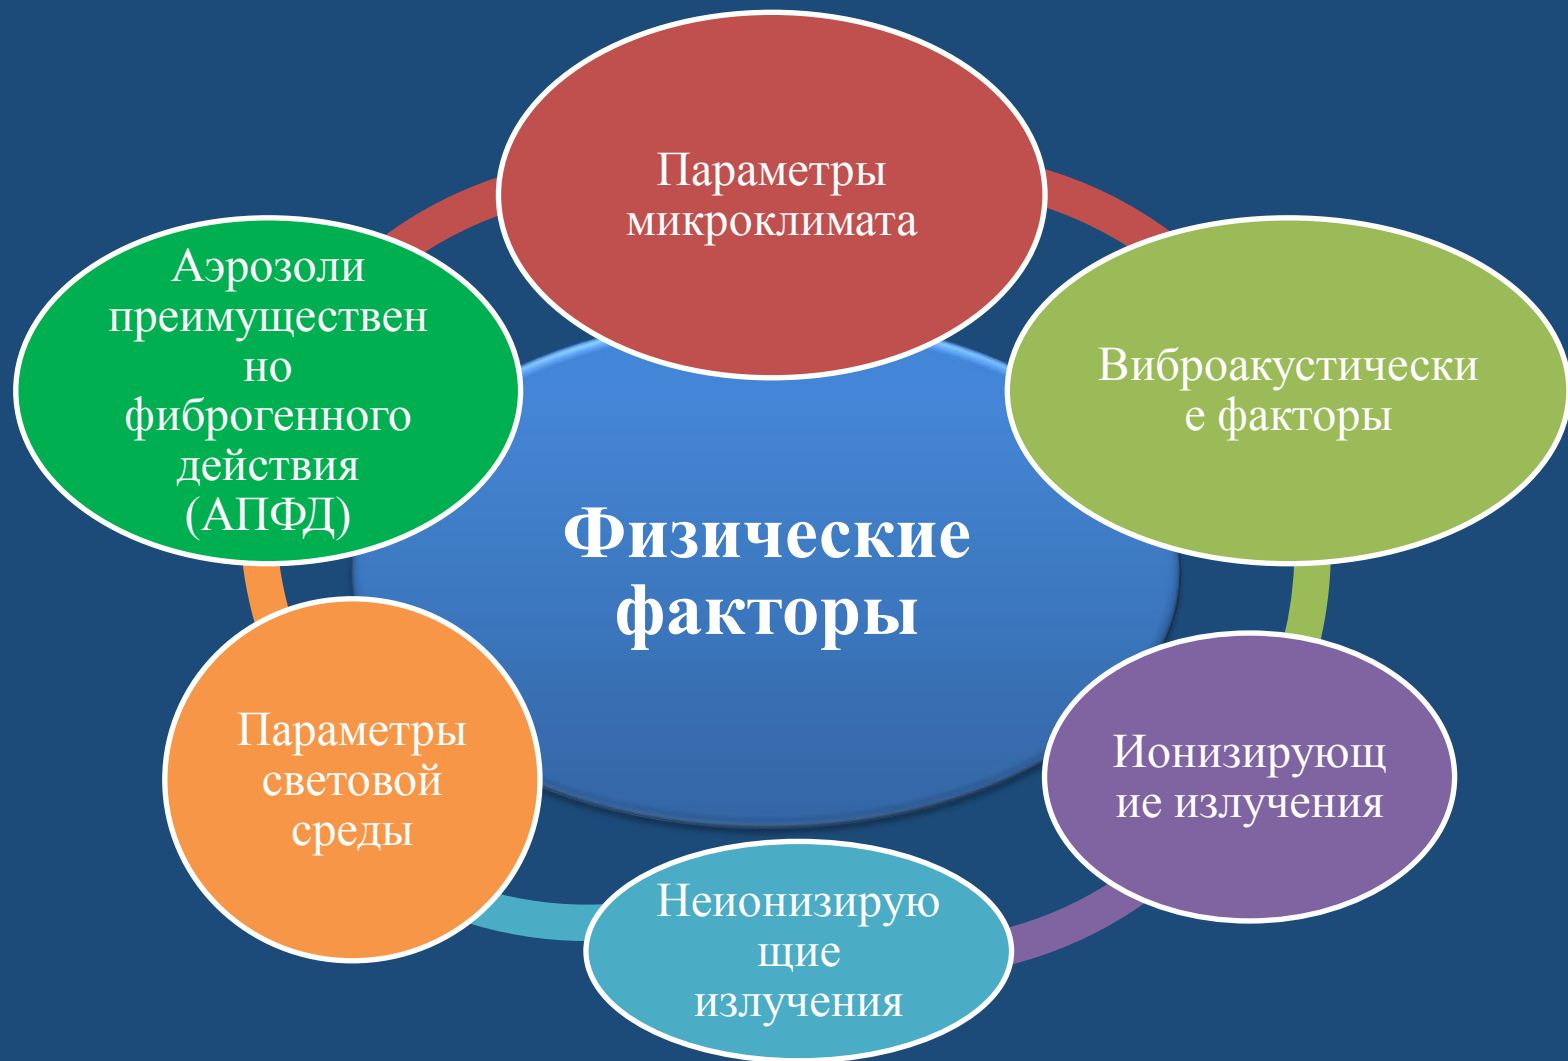 Параметры
микроклимата
Виброакустически
е факторы
Ионизирующ
ие излучения
Неионизирую
щие
излучения
Параметры
световой
среды
Аэрозоли
преимуществен
но
фиброгенного
действия
(АПФД)
Физические
факторы